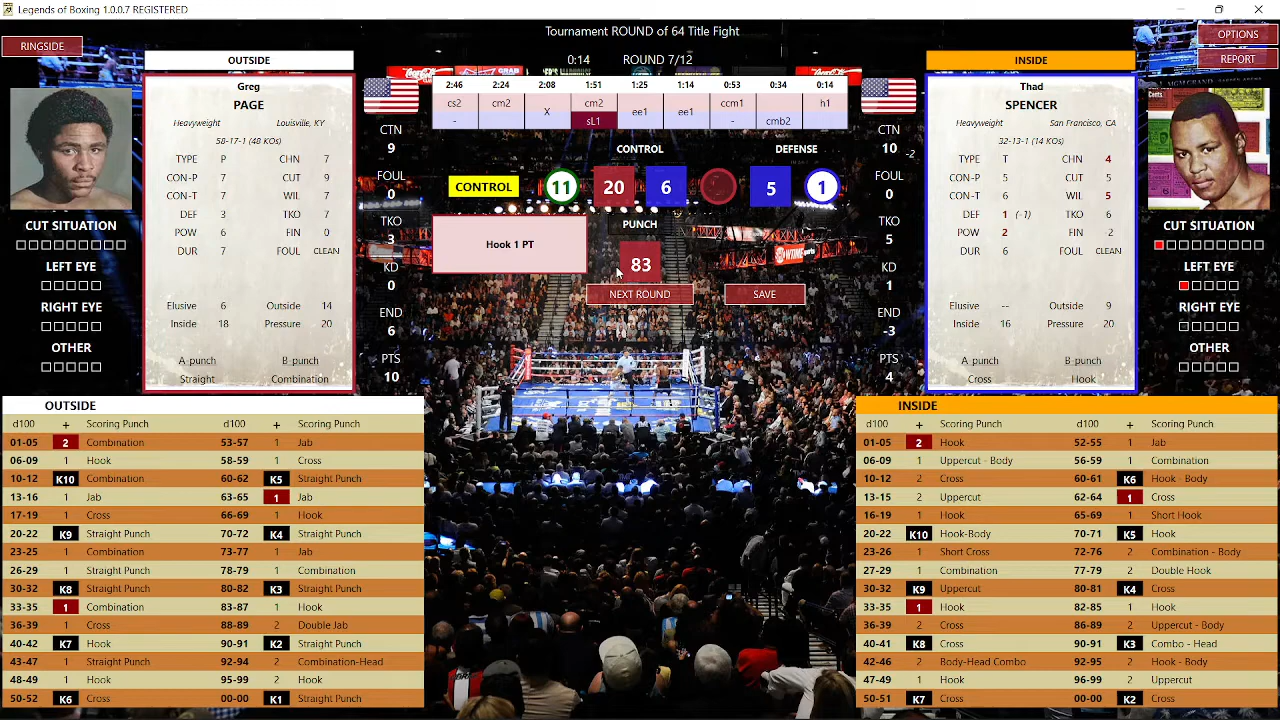 Legends of Boxing 1.0.0.7 REGISTERED
RINGSIDE
Tournament ROUND of 64 Title Fight
0:14 ROUND 7/12
OPTIONS
REPORT
OUTSIDE
Greg
PAGE
Heavyweight Louisville, KY
58-17-1 (48 KOs)
TYPE P CHN 7
CON-P 7 CUT 9
CON-T 7 WIL 7
DEF 3 TKO 7
POW 7 FIN 0
DUR 6 FOUL CLEAN
Elusive 6 Outside 14
Inside 18 Pressure 20
A-punch B-punch
Straight Combination
CUT SITUATION
LEFT EYE
RIGHT EYE
OTHER
CTN
9
FOUL
0
TKO
3
KD
0
END
6
PTS
10
2:46 2:24 2:08 1:51 1:25 1:14 0:53 0:34 0:14
cs2 cm2 X cm2 ee1 ee1 ccm1 h1
- - sL1 - cmb2
CONTROL DEFENSE
CONTROL 11 20 6 5 1
PUNCH
Hook 1 PT
83
NEXT ROUND SAVE
CTN
10 -2
FOUL
0
TKO
5
KD
1
END
-3
PTS
4
INSIDE
Thad
SPENCER
Heavyweight San Francisco, CA
32-13-1 (14 KOs)
TYPE I CHN 4
CON-P 5 CUT 5
CON-T 6 WIL 5
DEF 1 (-1) TKO
POW 2 FIN 2
DUR 6 FOUL CLEAN
Elusive -- Outside 9
Inside 16 Pressure 20
A-punch B-punch
Cross Hook
CUT SITUATION
LEFT EYE
RIGHT EYE
OTHER
OUTSIDE
d100 + Scoring Punch d100 + Scoring Punch
01-05 2 Combination 53-57 1 Jab
06-09 1 Hook 58-59 1 Cross
10-12 K10 Combination 60-62 K5 Straight Punch
13-16 1 Jab 63-65 1 Jab
17-19 1 Cross 66-69 1 Hook
20-22 K9 Straight Punch 70-72 K4 Straight Punch
23-25 1 Combination 73-77 1 Jab
26-29 1 Straight Punch 78-79 1 Combination
30-32 K8 Straight Punch 80-82 K3 Straight Punch
33-35 1 Combination 83-87 1 Hook
36-39 1 Cross 88-89 2 Double Jab
40-42 K7 Hook 90-91 K2 Straight Punch
43-47 1 Straight Punch 92-94 2 Combination-Head
48-49 1 Hook 95-99 2 Hook
50-52 K6 Cross 00-00 K1 Straight Punch
INSIDE
d100 + Scoring Punch d100 + Scoring Punch
01-05 2 Hook 52-55 1 Jab
06-09 1 Uppercut - Body 56-59 1 Combination
10-12 2 Cross 60-61 K6 Hook - Body
13-15 2 Uppercut 62-64 1 Cross
16-19 1 Hook 65-69 1 Short Hook
20-22 K10 Hook-Body 70-71 K5 Hook
23-26 1 Short Cross 72-76 2 Combination - Body
27-29 1 Combination 77-79 2 Double Hook
30-32 K9 Uppercut 80-81 K4 Cross
33-35 1 Hook 82-85 1 Hook
36-39 2 Cross 86-89 2 Uppercut - Body
40-41 K8 Cross 90-91 K3 Combo - Head
42-46 2 Body-Head Combo 92-95 2 Hook - Body
47-49 1 Hook 96-99 2 Uppercut
50-51 K7 Cross 00-00 K2 Cross